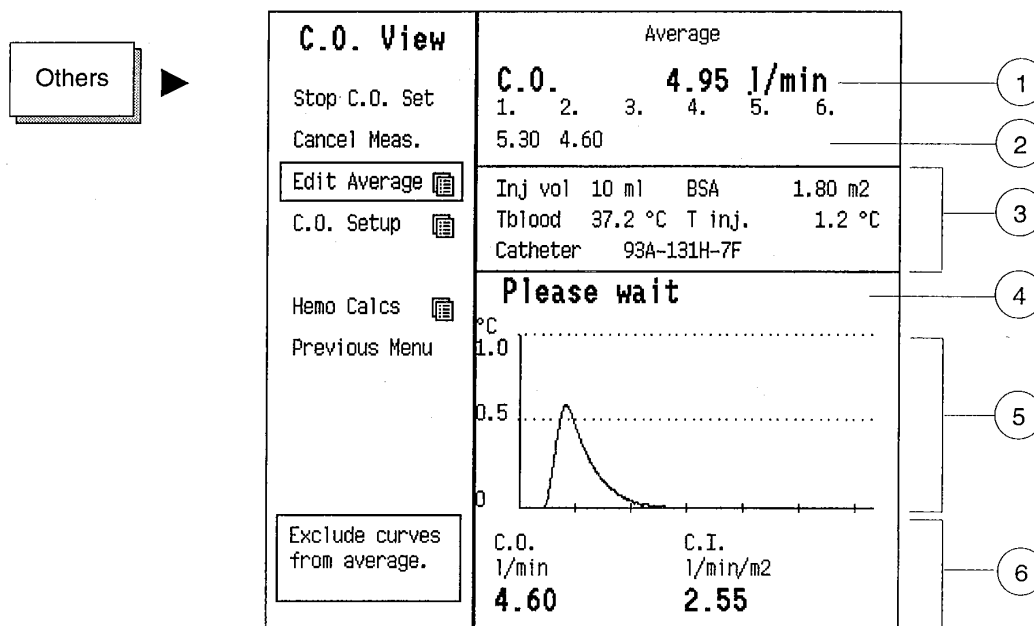 Others
C.O. View
Stop C.O. Set
Cancel Meas.
Edit Average
C.O. Setup
Hemo Calcs
Previous Menu
Exclude curves
from average.
Average
C.O. 4.95 l/min
1. 2. 3. 4. 5. 6.
5.30 4.60
Inj vol 10 ml BSA 1.80 m2
Tblood 37.2 °C T inj. 1.2 °C
Catheter 93A-131H-7F
Please wait
°C
1.0
0.5
0
C.O. C.I.
l/min l/min/m2
4.60 2.55
1
2
3
4
5
6